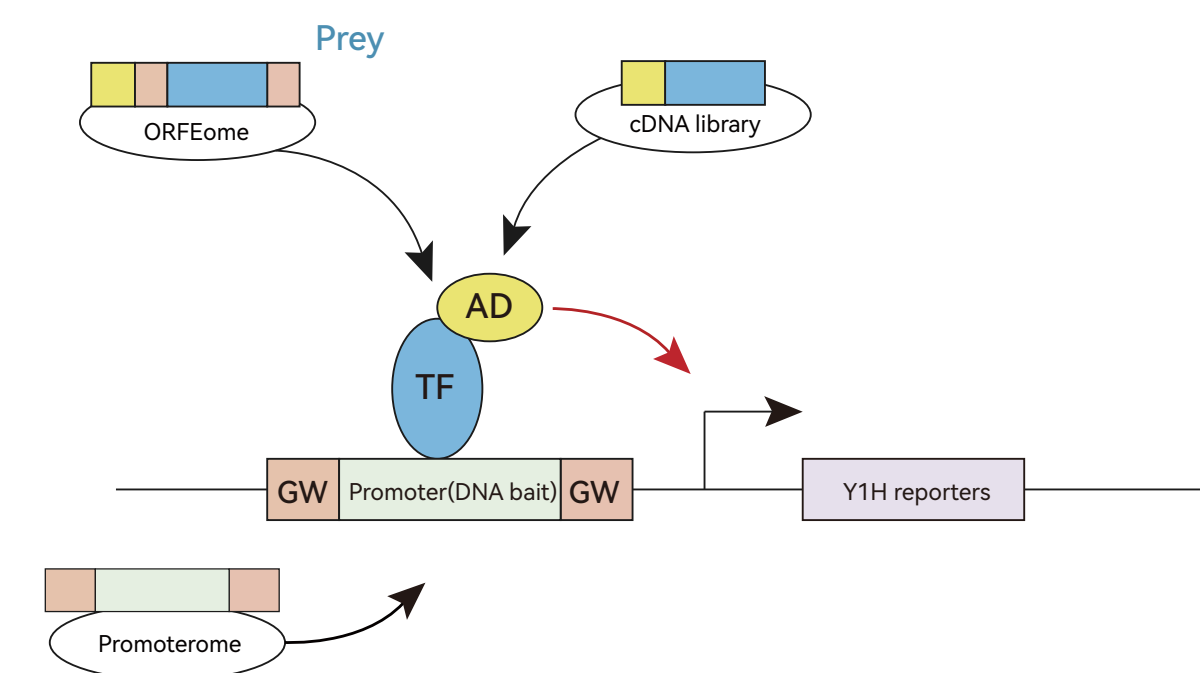 Prey
ORFEome
cDNA library
AD
TF
GW
Promoter(DNA bait)
GW
Y1H reporters
Promoterome